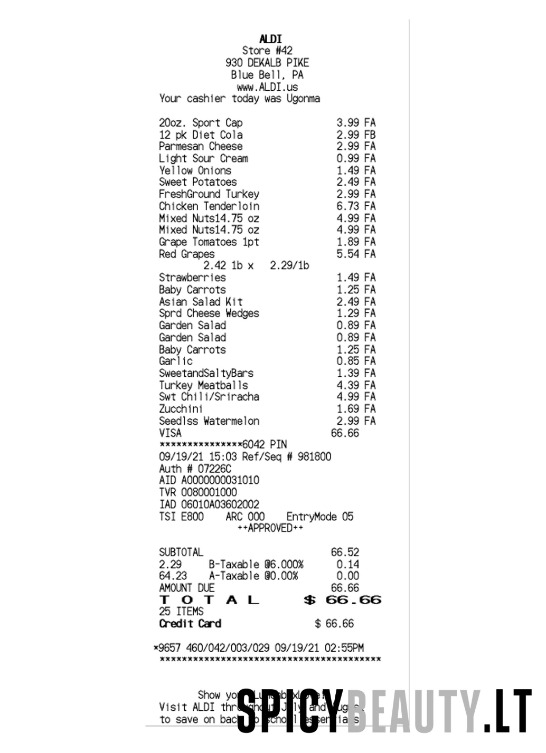 ALDI
Store #42
930 DEKALB PIKE
Blue Bell, PA
www.ALDI.us
Your cashier today was Ugonma
20oz. Sport Cap 3.99 FA
12 pk Diet Cola 2.99 FB
Parmesan Cheese 2.99 FA
Light Sour Cream 0.99 FA
Yellow Onions 1.49 FA
Sweet Potatoes 2.49 FA
FreshGround Turkey 2.99 FA
Chicken Tenderloin 6.73 FA
Mixed Nuts14.75 oz 4.99 FA
Mixed Nuts14.75 oz 4.99 FA
Grape Tomatoes 1pt 1.89 FA
Red Grapes 5.54 FA
2.42 lb x 2.29/lb
Strawberries 1.49 FA
Baby Carrots 1.25 FA
Asian Salad Kit 2.49 FA
Sprd Cheese Wedges 1.29 FA
Garden Salad 0.89 FA
Garden Salad 0.89 FA
Baby Carrots 1.25 FA
Garlic 0.85 FA
SweetandSaltyBars 1.39 FA
Turkey Meatballs 4.39 FA
Swt Chili/Sriracha 4.99 FA
Zucchini 1.69 FA
Seedlss Watermelon 2.99 FA
VISA 66.66
***************6042 PIN
09/19/21 15:03 Ref/Seq # 981800
Auth # 07226C
AID A0000000031010
TVR 0080001000
IAD 06010A03602002
TSI E800 ARC 000 EntryMode 05
++APPROVED++
SUBTOTAL 66.52
2.29 B-Taxable @6.000% 0.14
64.23 A-Taxable @0.00% 0.00
AMOUNT DUE 66.66
T O T A L $ 66.66
25 ITEMS
Credit Card $ 66.66
*9657 460/042/003/029 09/19/21 02:55PM
****************************************
Show
Visit ALDI and
to save on
SPICYBEAUTY.LT